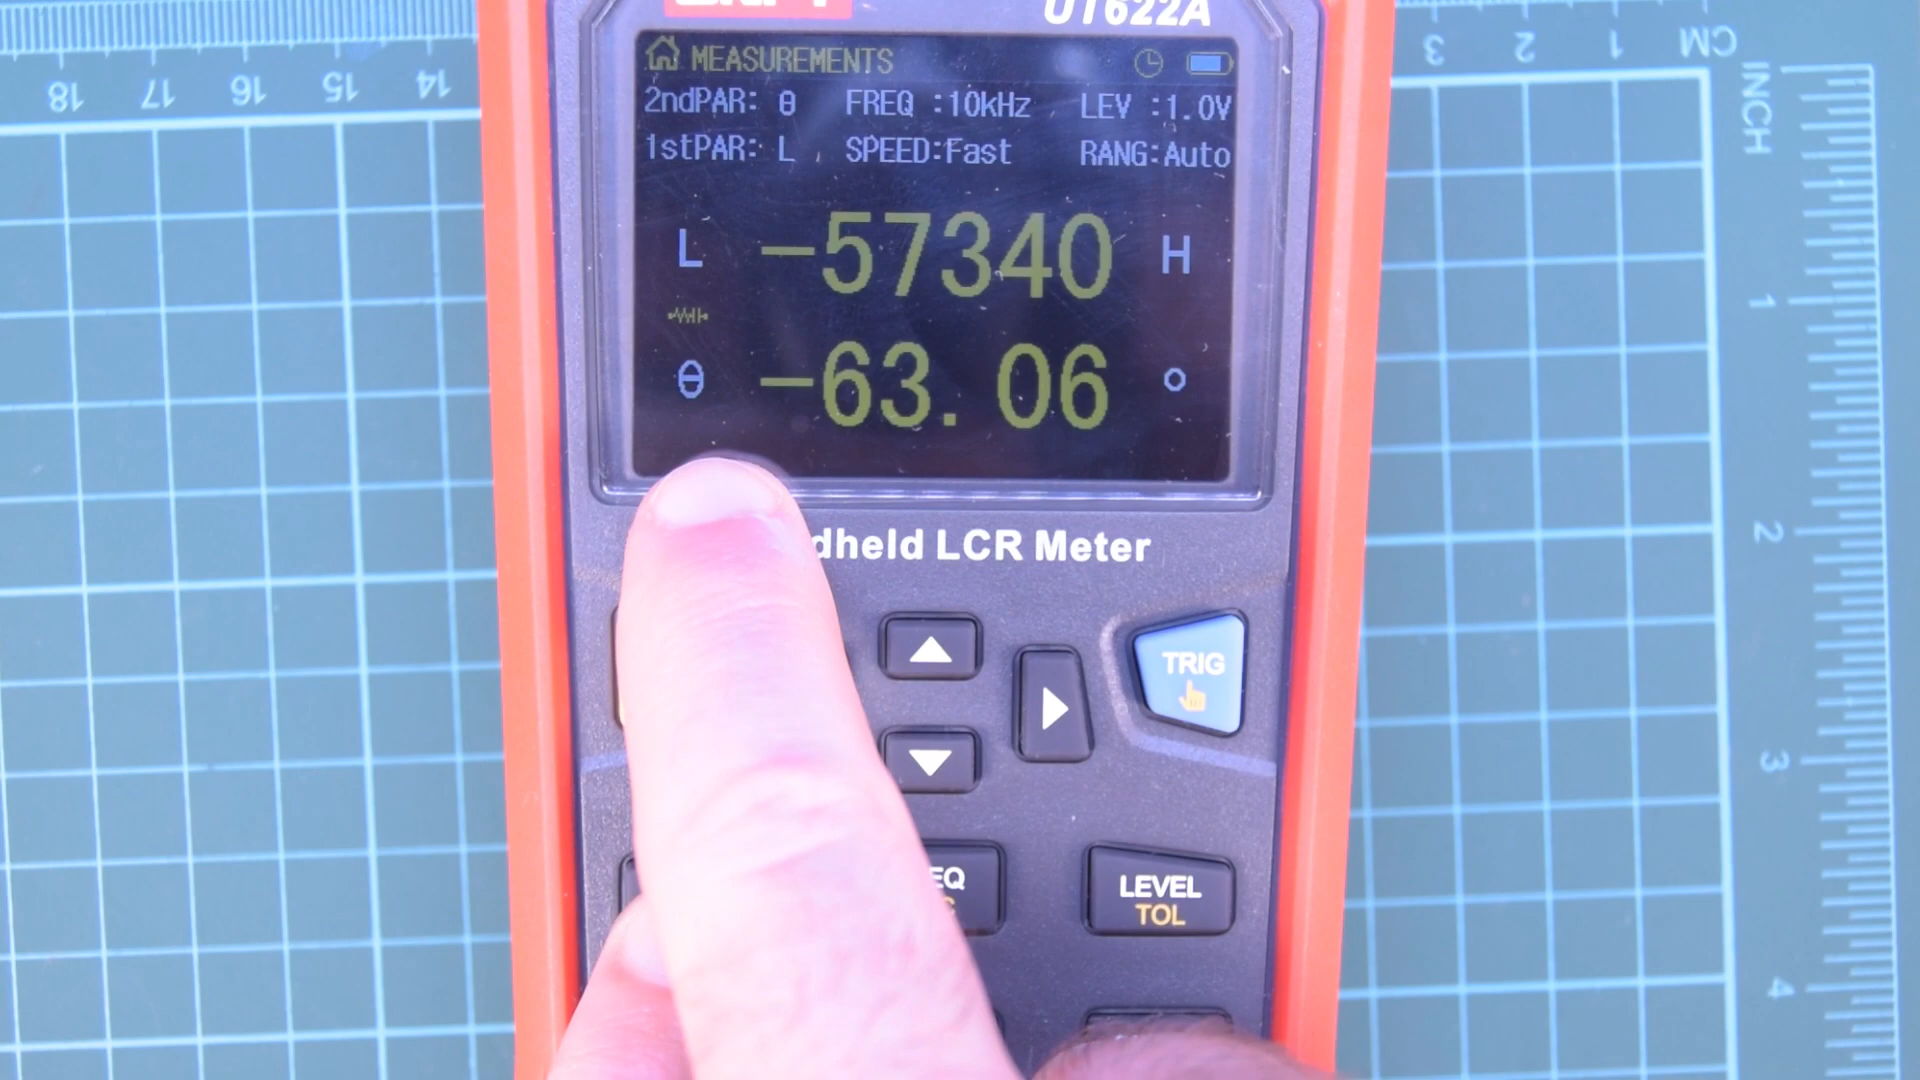 UT622A
MEASUREMENTS
2ndPAR: θ FREQ :10kHz LEV :1.0V
1stPAR: L SPEED:Fast RANG:Auto
L -57340 H
θ -63.06 °
dheld LCR Meter
TRIG
EQ
C
LEVEL
TOL
18 17 16 15 14
3 2 1 CM
INCH
1
2
3
4